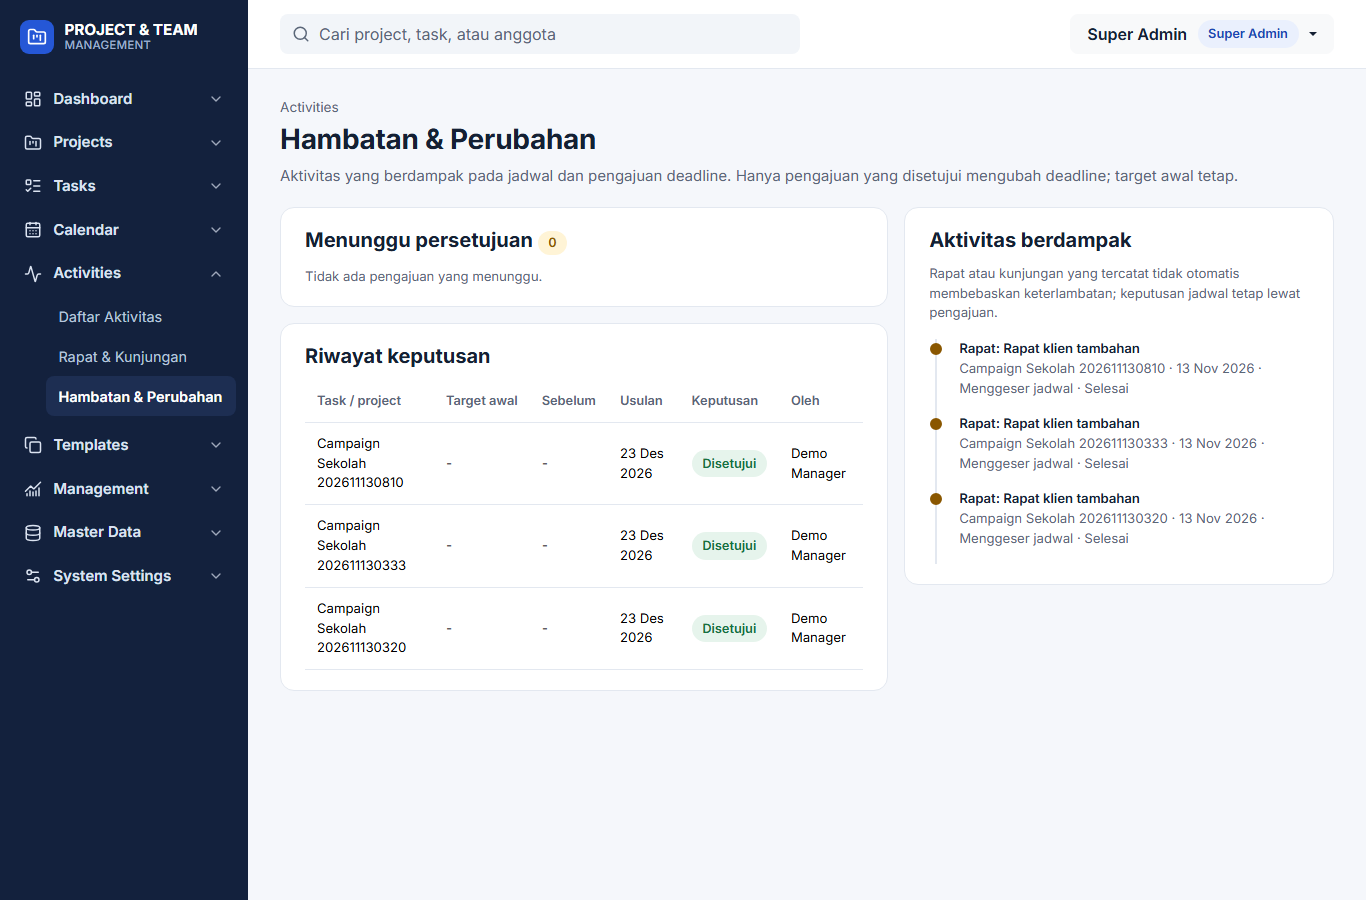 PROJECT & TEAM
MANAGEMENT
Dashboard
Projects
Tasks
Calendar
Activities
Daftar Aktivitas
Rapat & Kunjungan
Hambatan & Perubahan
Templates
Management
Master Data
System Settings
Cari project, task, atau anggota
Super Admin Super Admin
Activities
Hambatan & Perubahan
Aktivitas yang berdampak pada jadwal dan pengajuan deadline. Hanya pengajuan yang disetujui mengubah deadline; target awal tetap.
Menunggu persetujuan 0
Tidak ada pengajuan yang menunggu.
Riwayat keputusan
Task / project Target awal Sebelum Usulan Keputusan Oleh
Campaign
Sekolah
202611130810
-
-
23 Des
2026
Disetujui
Demo
Manager
Campaign
Sekolah
202611130333
-
-
23 Des
2026
Disetujui
Demo
Manager
Campaign
Sekolah
202611130320
-
-
23 Des
2026
Disetujui
Demo
Manager
Aktivitas berdampak
Rapat atau kunjungan yang tercatat tidak otomatis
membebaskan keterlambatan; keputusan jadwal tetap lewat
pengajuan.
Rapat: Rapat klien tambahan
Campaign Sekolah 202611130810 · 13 Nov 2026 ·
Menggeser jadwal · Selesai
Rapat: Rapat klien tambahan
Campaign Sekolah 202611130333 · 13 Nov 2026 ·
Menggeser jadwal · Selesai
Rapat: Rapat klien tambahan
Campaign Sekolah 202611130320 · 13 Nov 2026 ·
Menggeser jadwal · Selesai